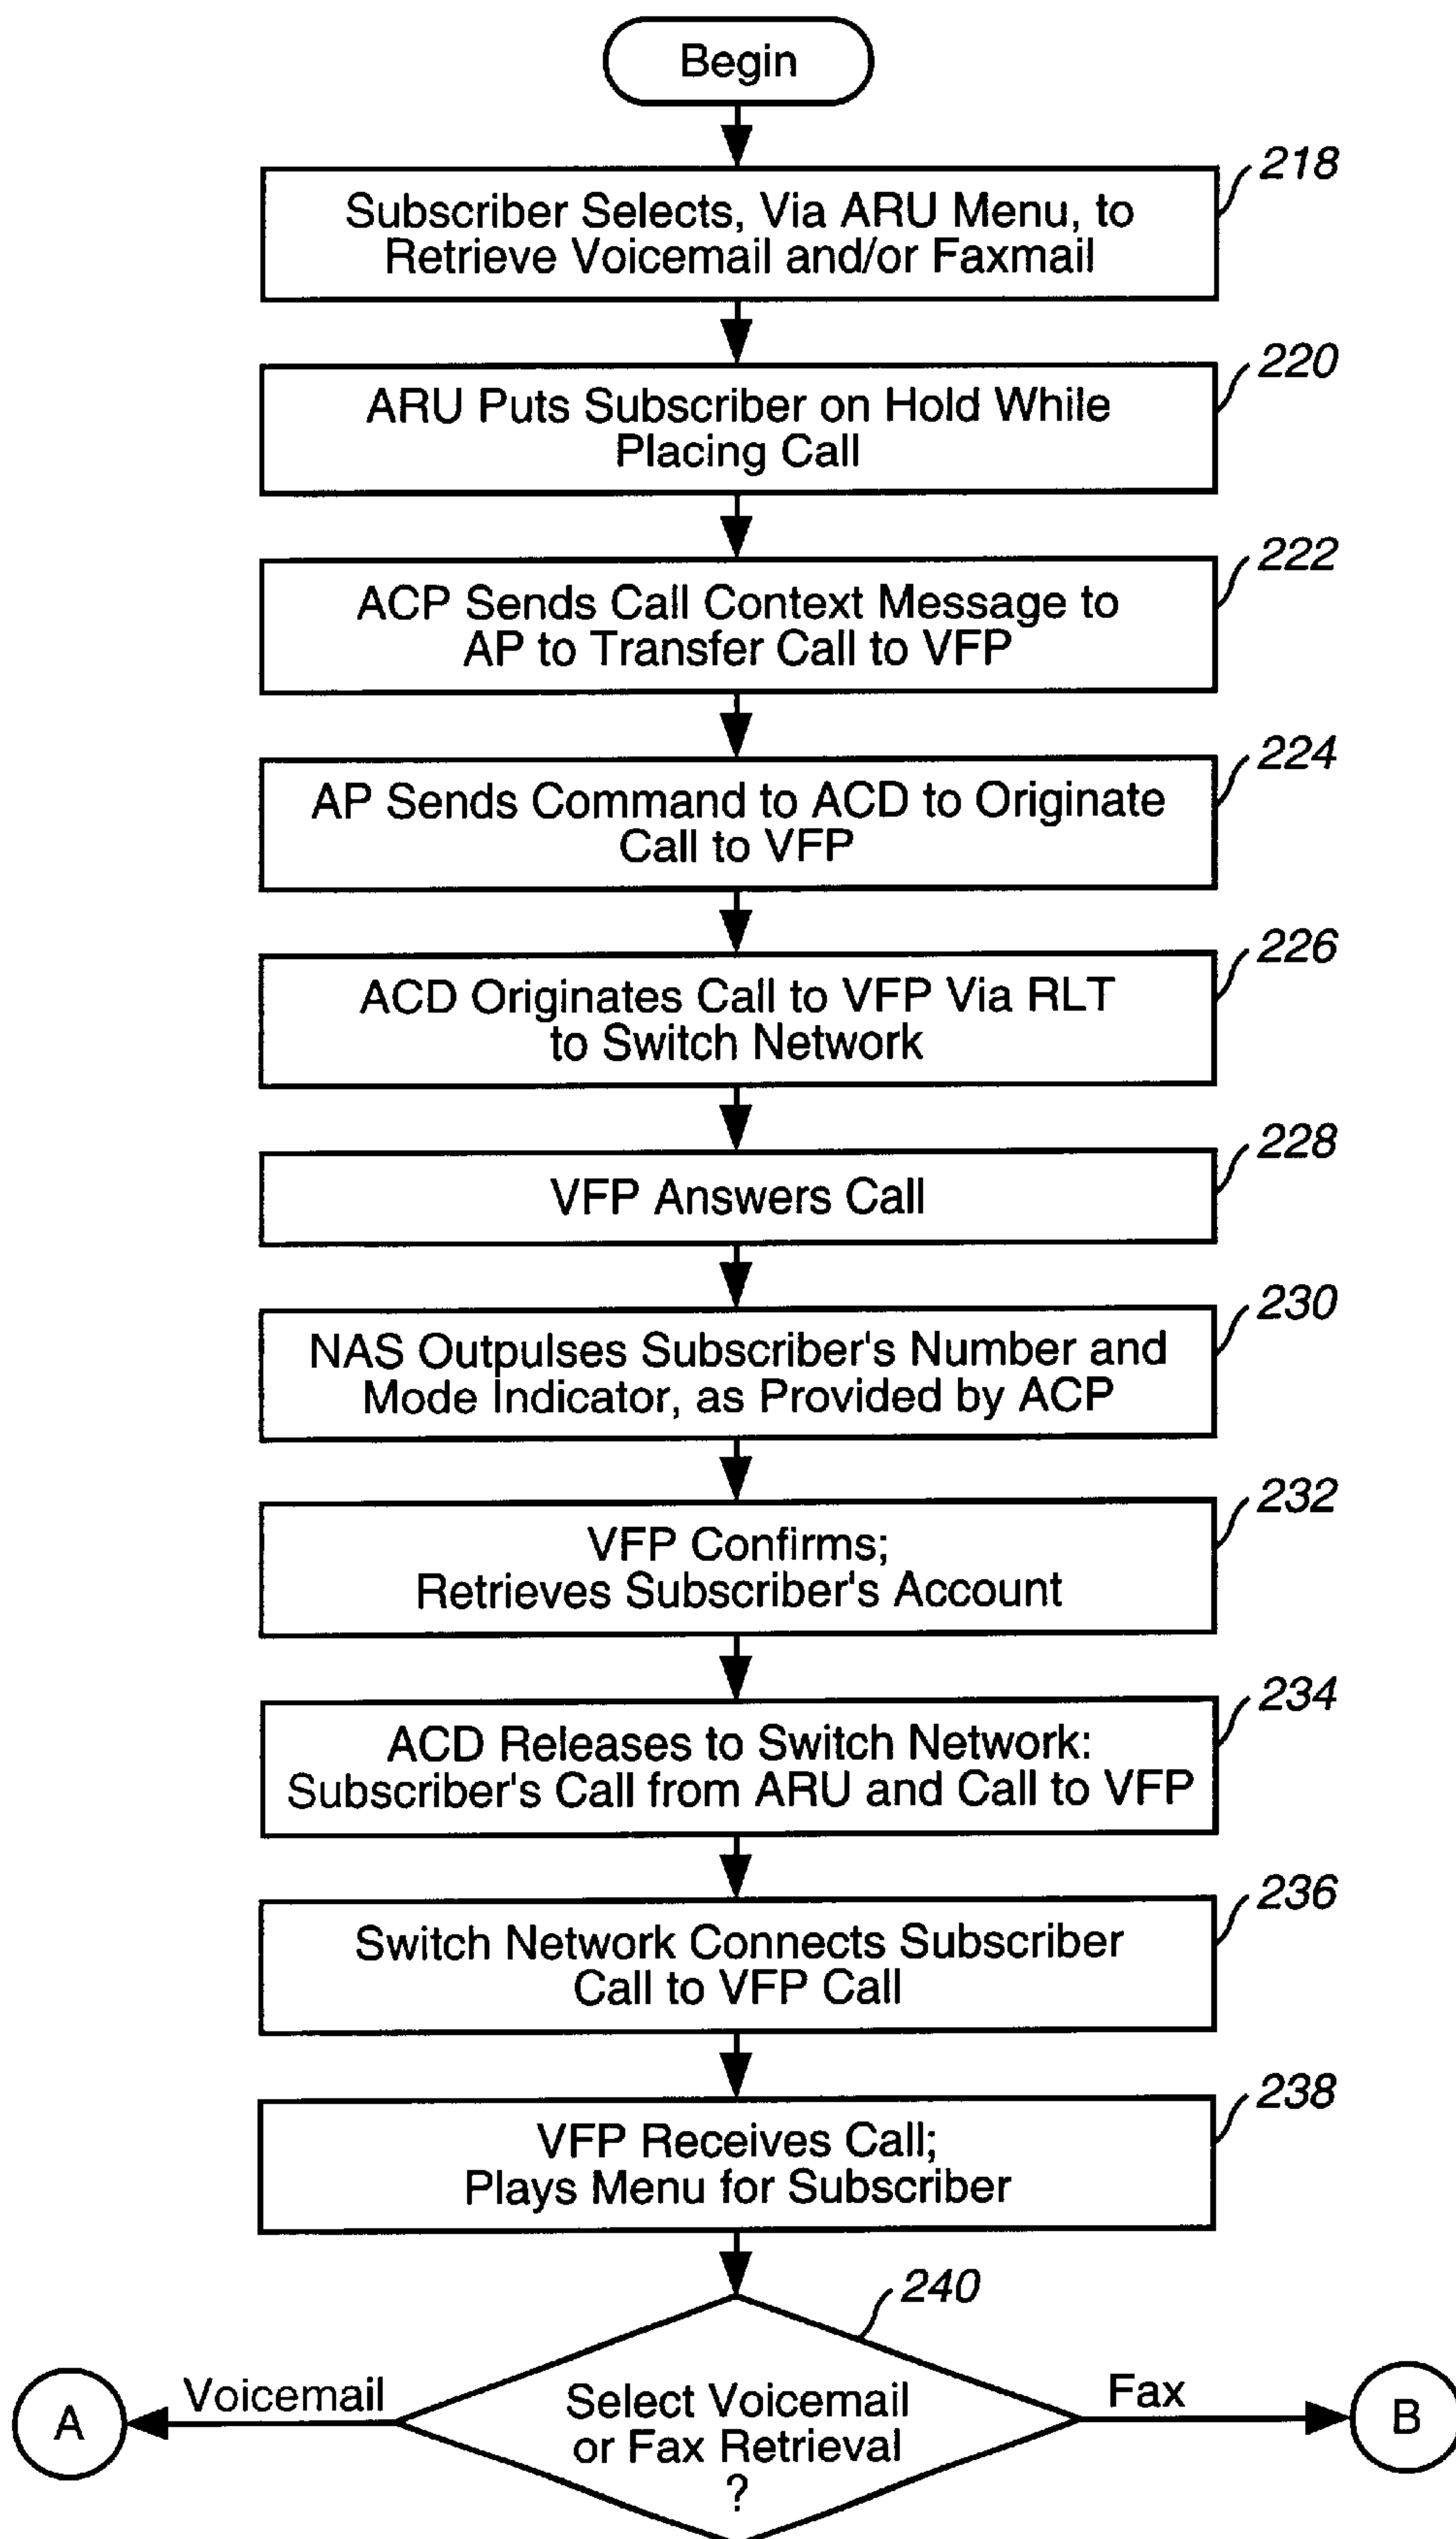 Begin
218
Subscriber Selects, Via ARU Menu, to
Retrieve Voicemail and/or Faxmail
220
ARU Puts Subscriber on Hold While
Placing Call
222
ACP Sends Call Context Message to
AP to Transfer Call to VFP
224
AP Sends Command to ACD to Originate
Call to VFP
226
ACD Originates Call to VFP Via RLT
to Switch Network
228
VFP Answers Call
230
NAS Outpulses Subscriber's Number and
Mode Indicator, as Provided by ACP
232
VFP Confirms;
Retrieves Subscriber's Account
234
ACD Releases to Switch Network:
Subscriber's Call from ARU and Call to VFP
236
Switch Network Connects Subscriber
Call to VFP Call
238
VFP Receives Call;
Plays Menu for Subscriber
240
A
Voicemail
Select Voicemail
or Fax Retrieval
?
Fax
B